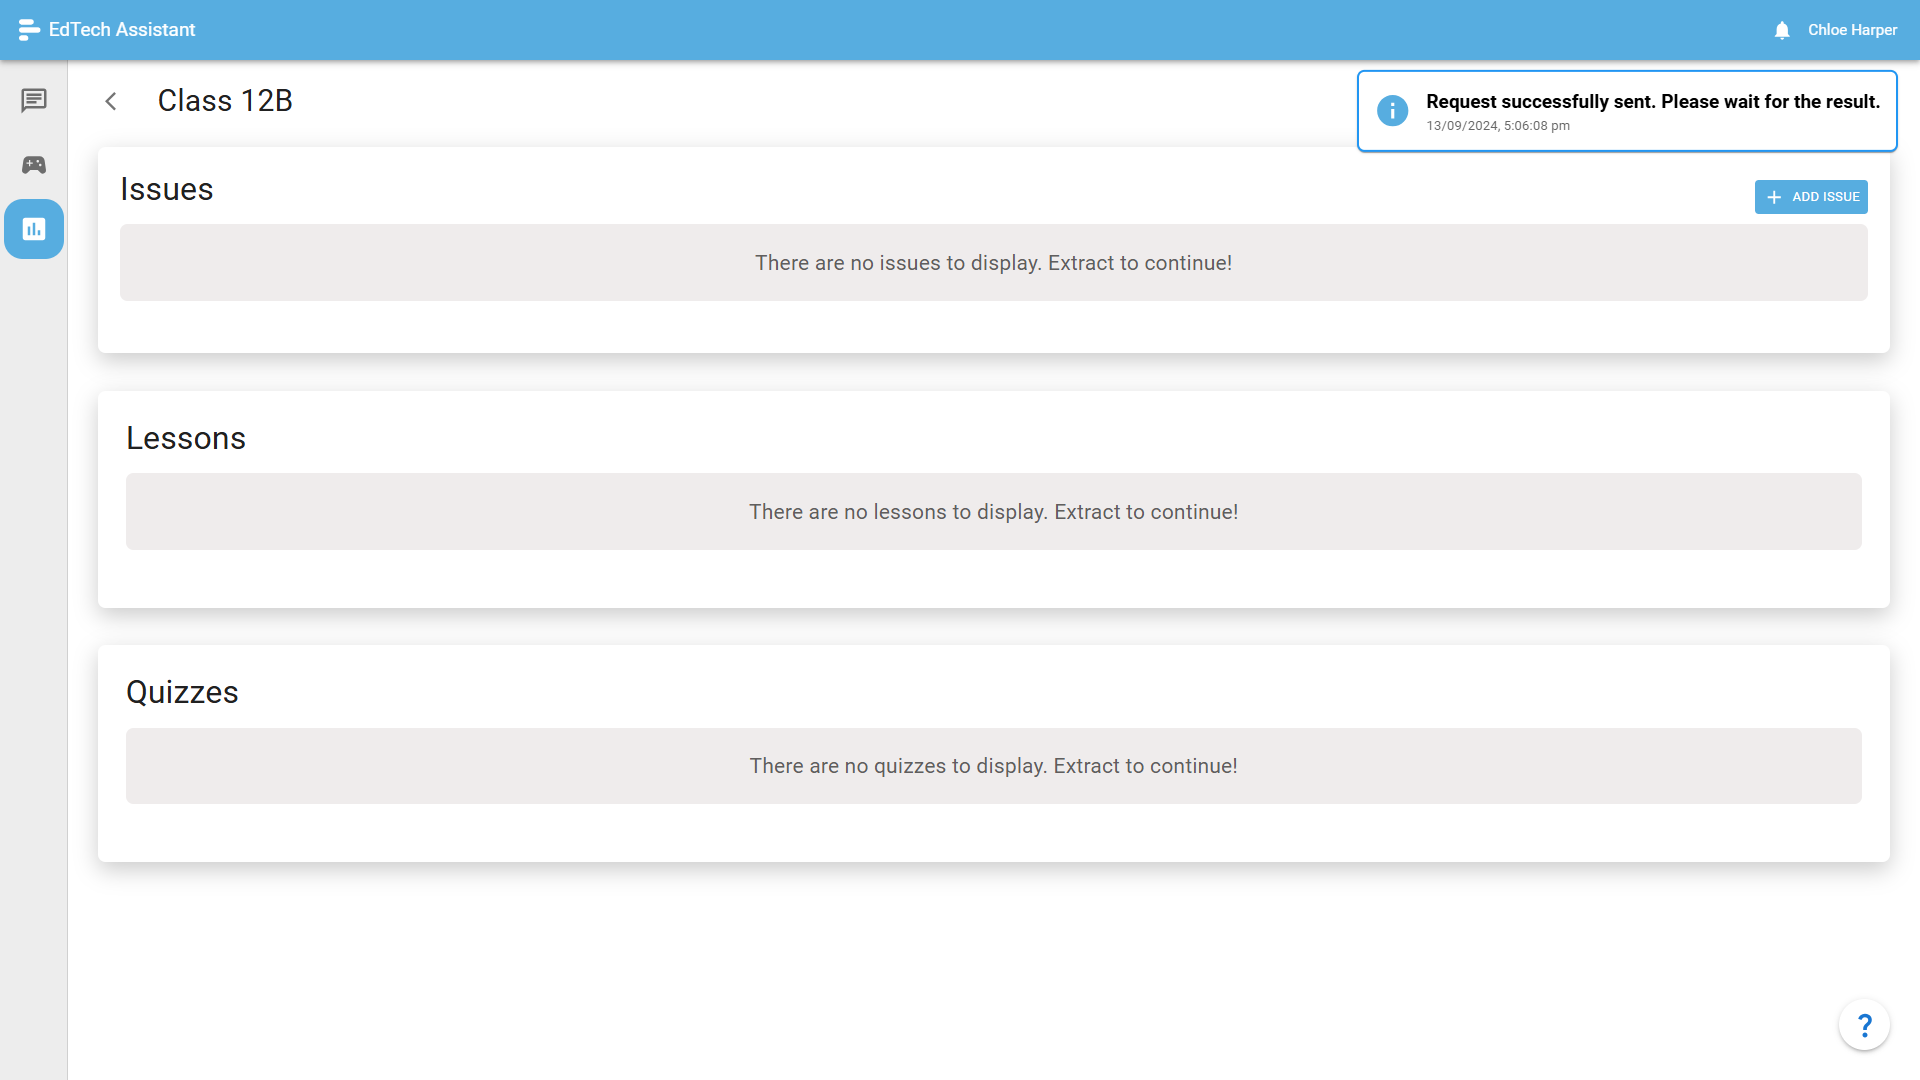 EdTech Assistant
Chloe Harper
Class 12B
Request successfully sent. Please wait for the result.
13/09/2024, 5:06:08 pm
Issues
ADD ISSUE
There are no issues to display. Extract to continue!
Lessons
There are no lessons to display. Extract to continue!
Quizzes
There are no quizzes to display. Extract to continue!
?